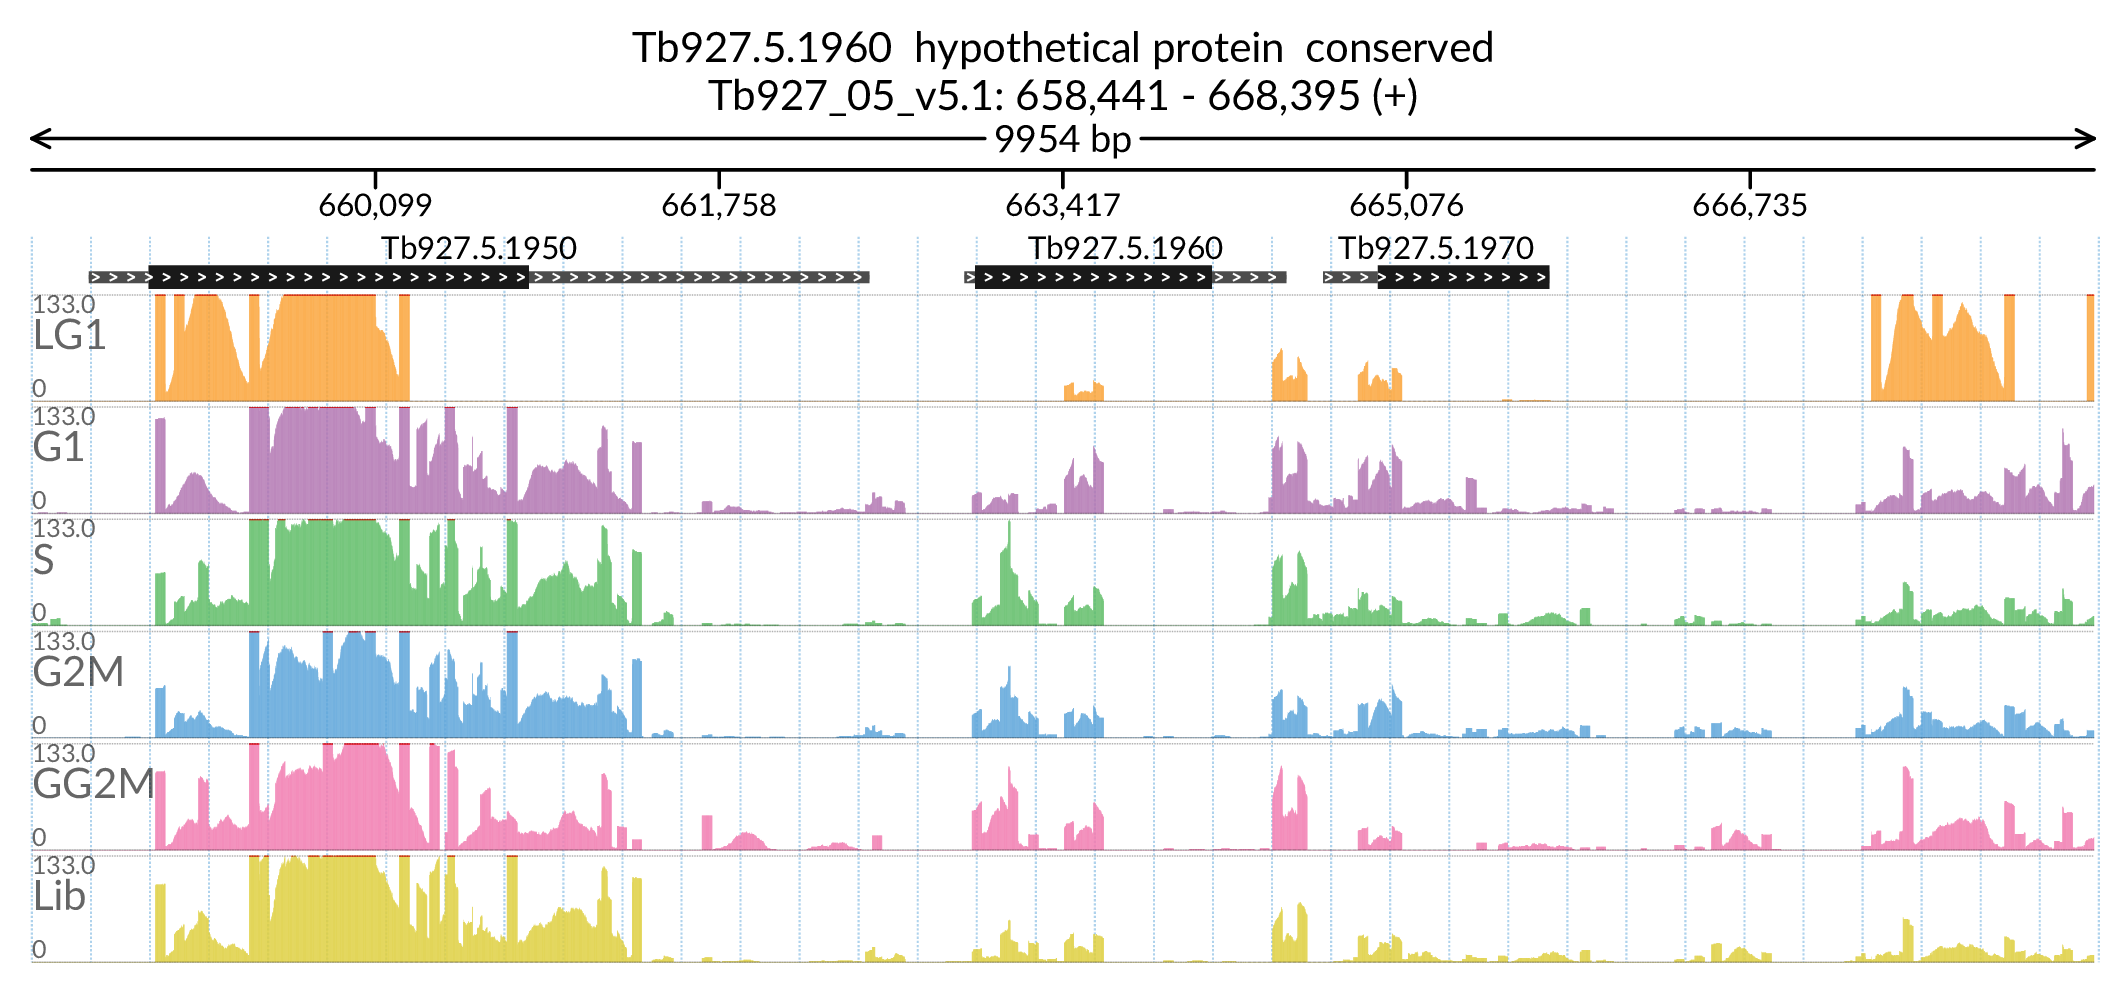 Tb927.5.1960 hypothetical protein conserved
Tb927_05_v5.1: 658,441 - 668,395 (+)
9954 bp
660,099 661,758 663,417 665,076 666,735
Tb927.5.1950 Tb927.5.1960 Tb927.5.1970
133.0
LG1
0
133.0
G1
0
133.0
S
0
133.0
G2M
0
133.0
GG2M
0
133.0
Lib
0